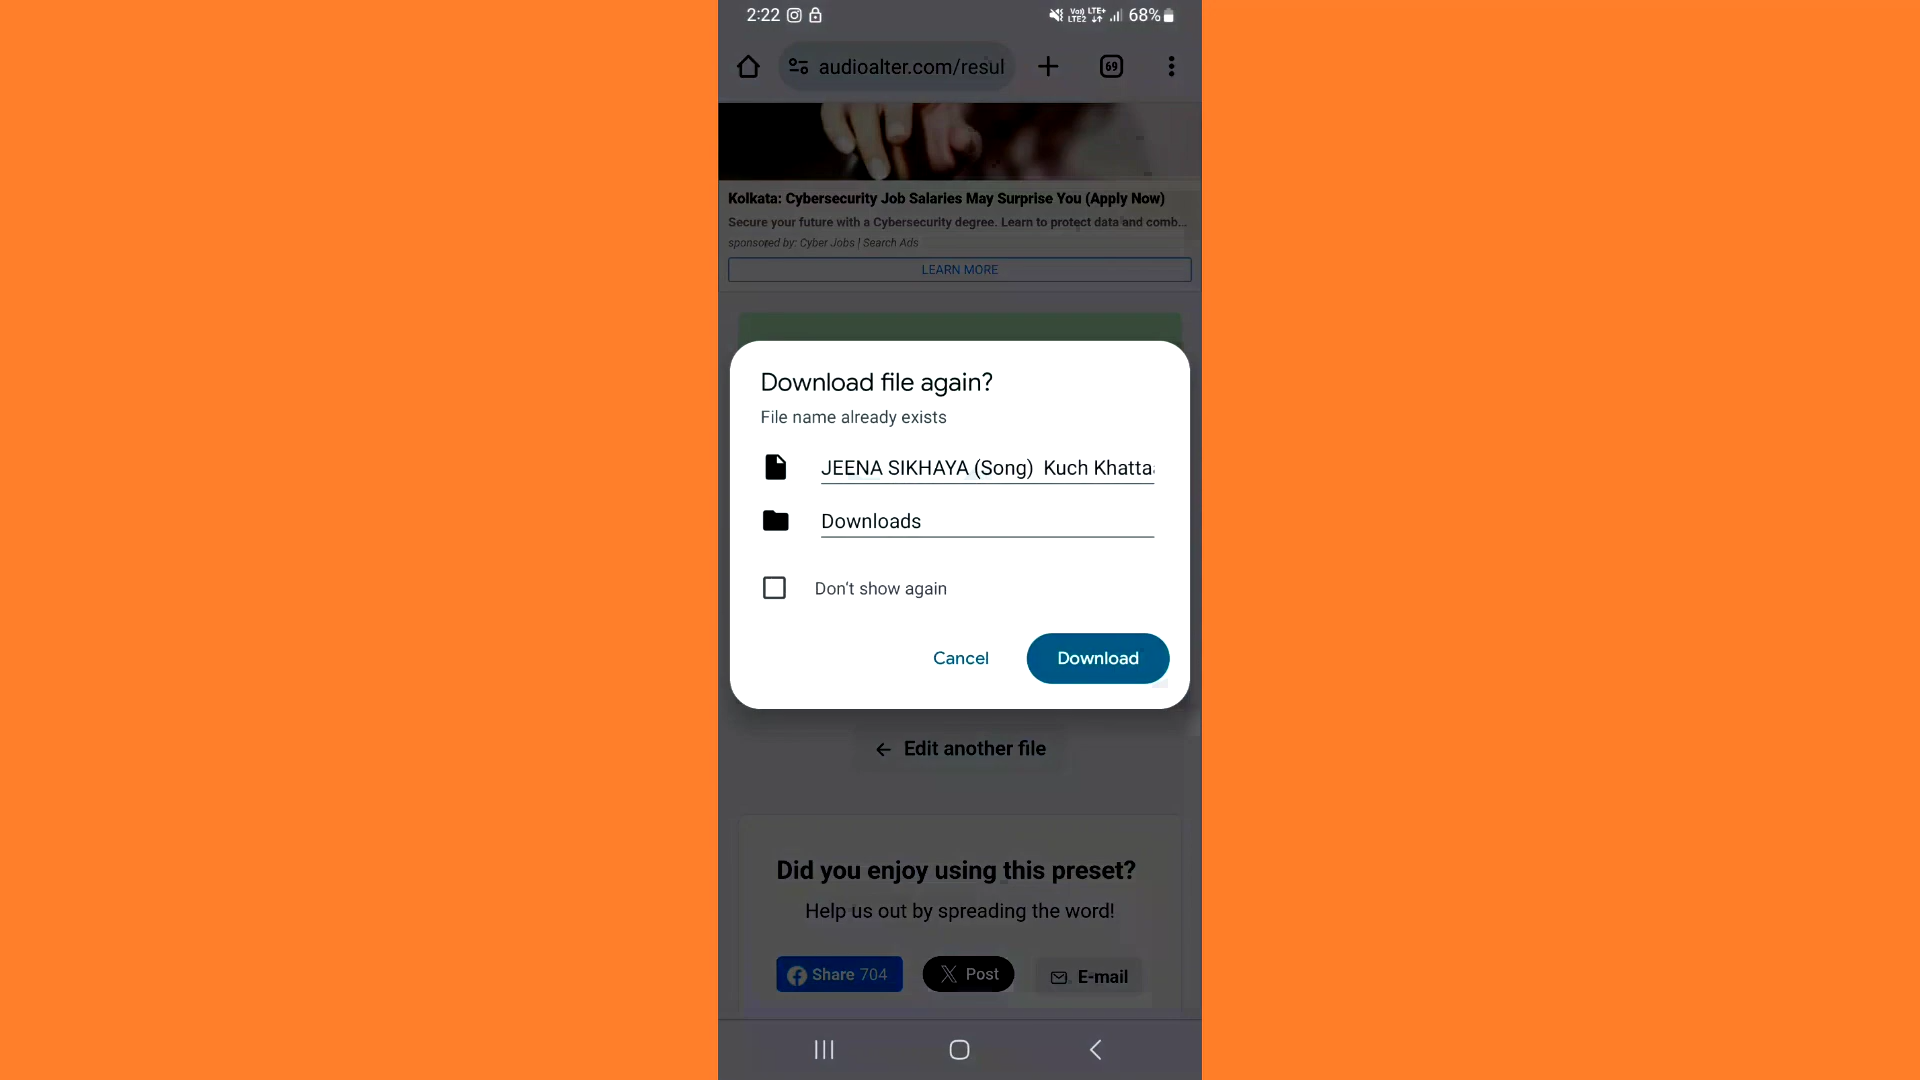 2:22
Vo)) LTE+
LTE2
68%
audioalter.com/resul
69
Kolkata: Cybersecurity Job Salaries May Surprise You (Apply Now)
Secure your future with a Cybersecurity degree. Learn to protect data and comb...
sponsored by: Cyber Jobs | Search Ads
LEARN MORE
Download file again?
File name already exists
JEENA SIKHAYA (Song) Kuch Khatta
Downloads
Don't show again
Cancel
Download
Edit another file
Did you enjoy using this preset?
Help us out by spreading the word!
Share 704
Post
E-mail